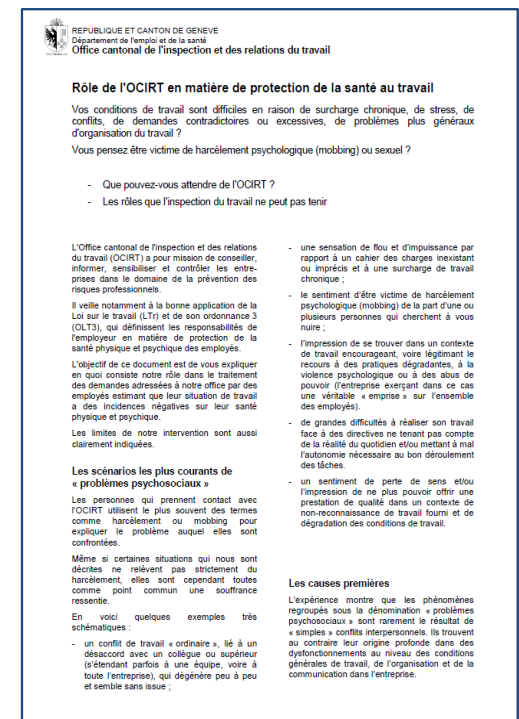 REPUBLIQUE ET CANTON DE GENEVE
Département de l'emploi et de la santé
Office cantonal de l'inspection et des relations du travail
Rôle de l'OCIRT en matière de protection de la santé au travail
Vos conditions de travail sont difficiles en raison de surcharge chronique, de stress, de
conflits, de demandes contradictoires ou excessives, de problèmes plus généraux
d'organisation du travail ?
Vous pensez être victime de harcèlement psychologique (mobbing) ou sexuel ?
- Que pouvez-vous attendre de l'OCIRT ?
- Les rôles que l'inspection du travail ne peut pas tenir
L'Office cantonal de l'inspection et des relations
du travail (OCIRT) a pour mission de conseiller,
informer, sensibiliser et contrôler les entre-
prises dans le domaine de la prévention des
risques professionnels.
Il veille notamment à la bonne application de la
Loi sur le travail (LTr) et de son ordonnance 3
(OLT3), qui définissent les responsabilités de
l'employeur en matière de protection de la
santé physique et psychique des employés.
L'objectif de ce document est de vous expliquer
en quoi consiste notre rôle dans le traitement
des demandes adressées à notre office par des
employés estimant que leur situation de travail
a des incidences négatives sur leur santé
physique et psychique.
Les limites de notre intervention sont aussi
clairement indiquées.
Les scénarios les plus courants de
« problèmes psychosociaux »
Les personnes qui prennent contact avec
l'OCIRT utilisent le plus souvent des termes
comme harcèlement ou mobbing pour
expliquer le problème auquel elles sont
confrontées.
Même si certaines situations qui nous sont
décrites ne relèvent pas strictement du
harcèlement, elles sont cependant toutes
comme point commun une souffrance
ressentie.
En voici quelques exemples très
schématiques :
- un conflit de travail « ordinaire », lié à un
désaccord avec un collègue ou supérieur
(s'étendant parfois à une équipe, voire à
toute l'entreprise), qui dégénère peu à peu
et semble sans issue ;
- une sensation de flou et d'impuissance par
rapport à un cahier des charges inexistant
ou imprécis et à une surcharge de travail
chronique ;
- le sentiment d'être victime de harcèlement
psychologique (mobbing) de la part d'une ou
plusieurs personnes qui cherchent à vous
nuire ;
- l'impression de se trouver dans un contexte
de travail encourageant, voire légitimant le
recours à des pratiques dégradantes, à la
violence psychologique ou à des abus de
pouvoir (l'entreprise exerçant dans ce cas
une véritable « emprise » sur l'ensemble
des employés).
- de grandes difficultés à réaliser son travail
face à des directives ne tenant pas compte
de la réalité du quotidien et/ou mettant à mal
l'autonomie nécessaire au bon déroulement
des tâches.
- un sentiment de perte de sens et/ou
l'impression de ne plus pouvoir offrir une
prestation de qualité dans un contexte de
non-reconnaissance de travail fourni et de
dégradation des conditions de travail.
Les causes premières
L'expérience montre que les phénomènes
regroupés sous la dénomination « problèmes
psychosociaux » sont rarement le résultat de
« simples » conflits interpersonnels. Ils trouvent
au contraire leur origine profonde dans des
dysfonctionnements au niveau des conditions
générales de travail, de l'organisation et de la
communication dans l'entreprise.